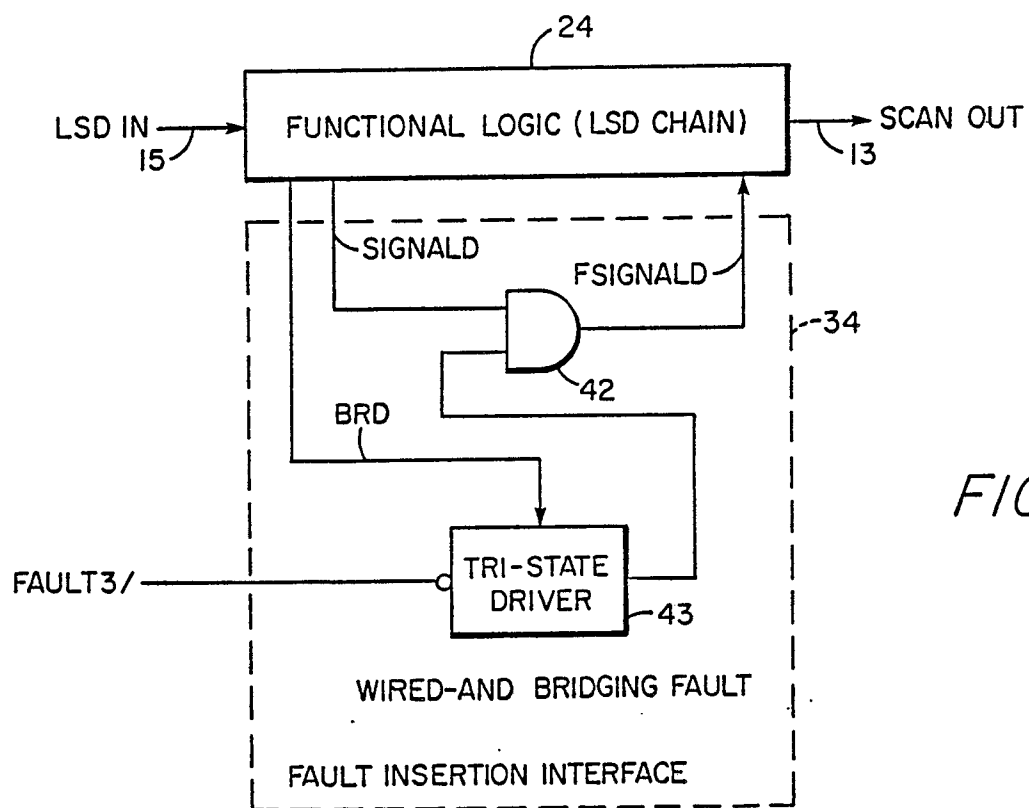 24
LSD IN
15
FUNCTIONAL LOGIC (LSD CHAIN)
13
SCAN OUT
SIGNALD
FSIGNALD
34
42
BRD
FAULT3/
TRI-STATE
DRIVER
43
FIG
WIRED-AND BRIDGING FAULT
FAULT INSERTION INTERFACE